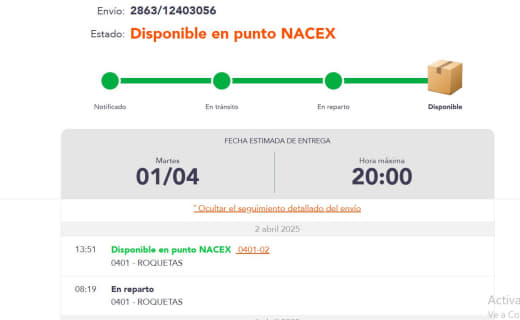 Envío: 2863/12403056
Estado: Disponible en punto NACEX
Notificado
En tránsito
En reparto
Disponible
FECHA ESTIMADA DE ENTREGA
Martes
01/04
Hora máxima
20:00
ˆ Ocultar el seguimiento detallado del envío
2 abril 2025
13:51 Disponible en punto NACEX 0401-02
0401 - ROQUETAS
08:19 En reparto
0401 - ROQUETAS
Activa
Ve a Co